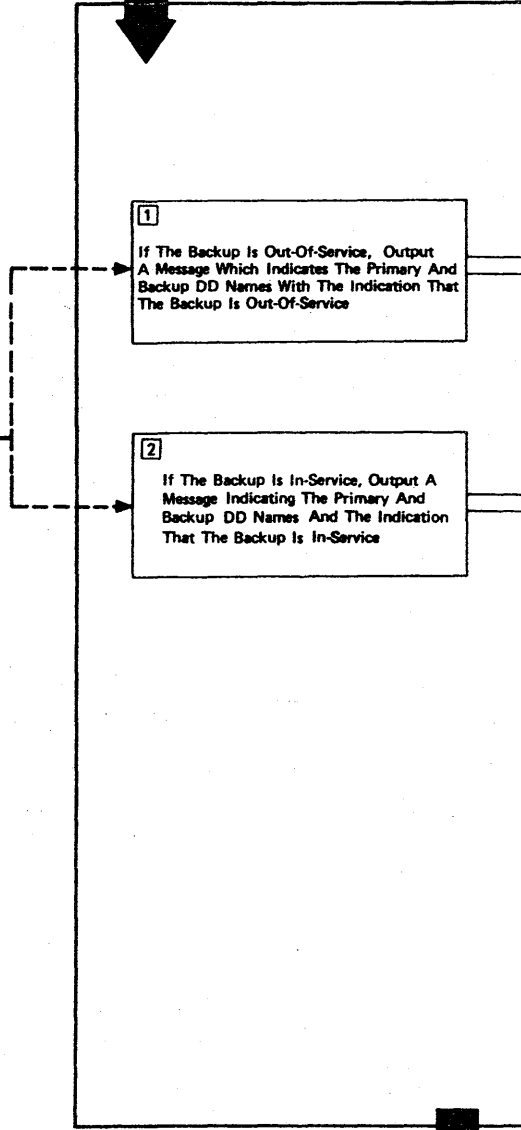 1
If The Backup Is Out-Of-Service, Output
A Message Which Indicates The Primary And
Backup DD Names With The Indication That
The Backup Is Out-Of-Service
2
If The Backup Is In-Service, Output A
Message Indicating The Primary And
Backup DD Names And The Indication
That The Backup Is In-Service